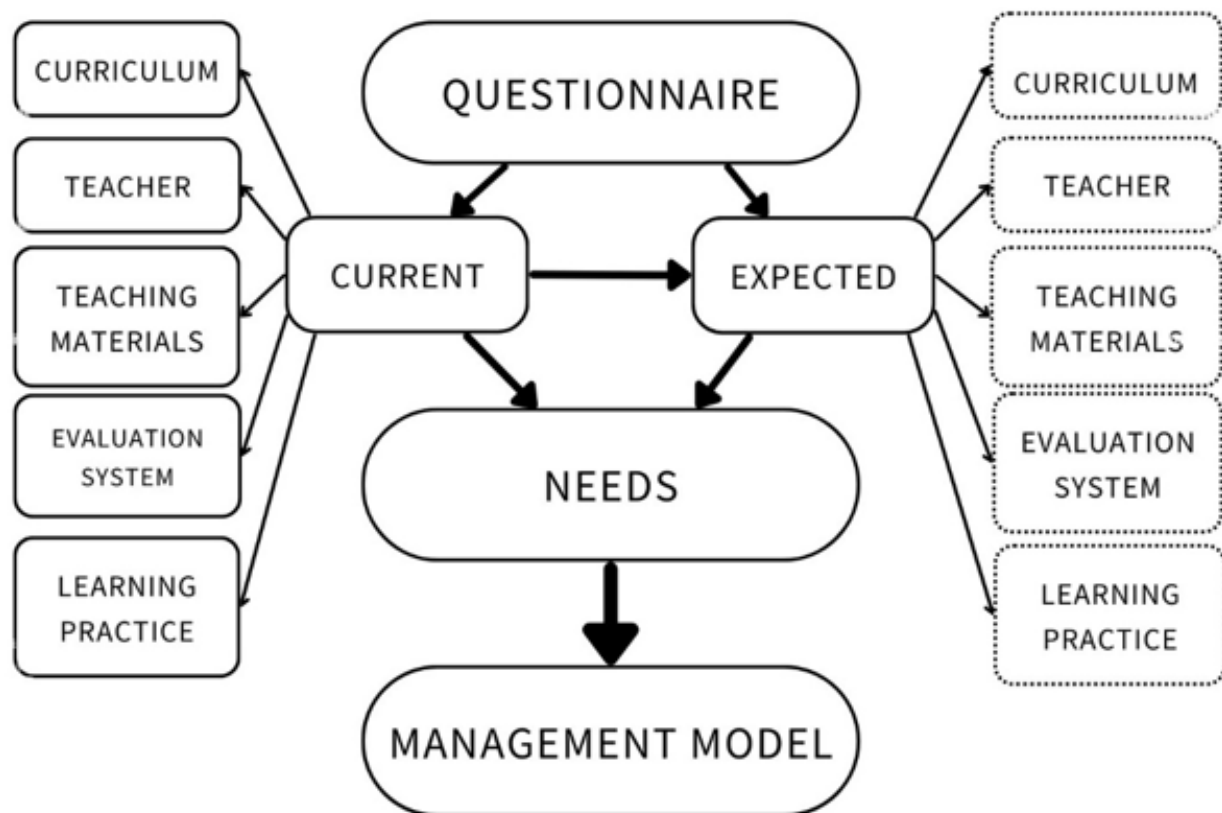 QUESTIONNAIRE
CURRENT
EXPECTED
NEEDS
MANAGEMENT MODEL
CURRICULUM
TEACHER
TEACHING
MATERIALS
EVALUATION
SYSTEM
LEARNING
PRACTICE
CURRICULUM
TEACHER
TEACHING
MATERIALS
EVALUATION
SYSTEM
LEARNING
PRACTICE